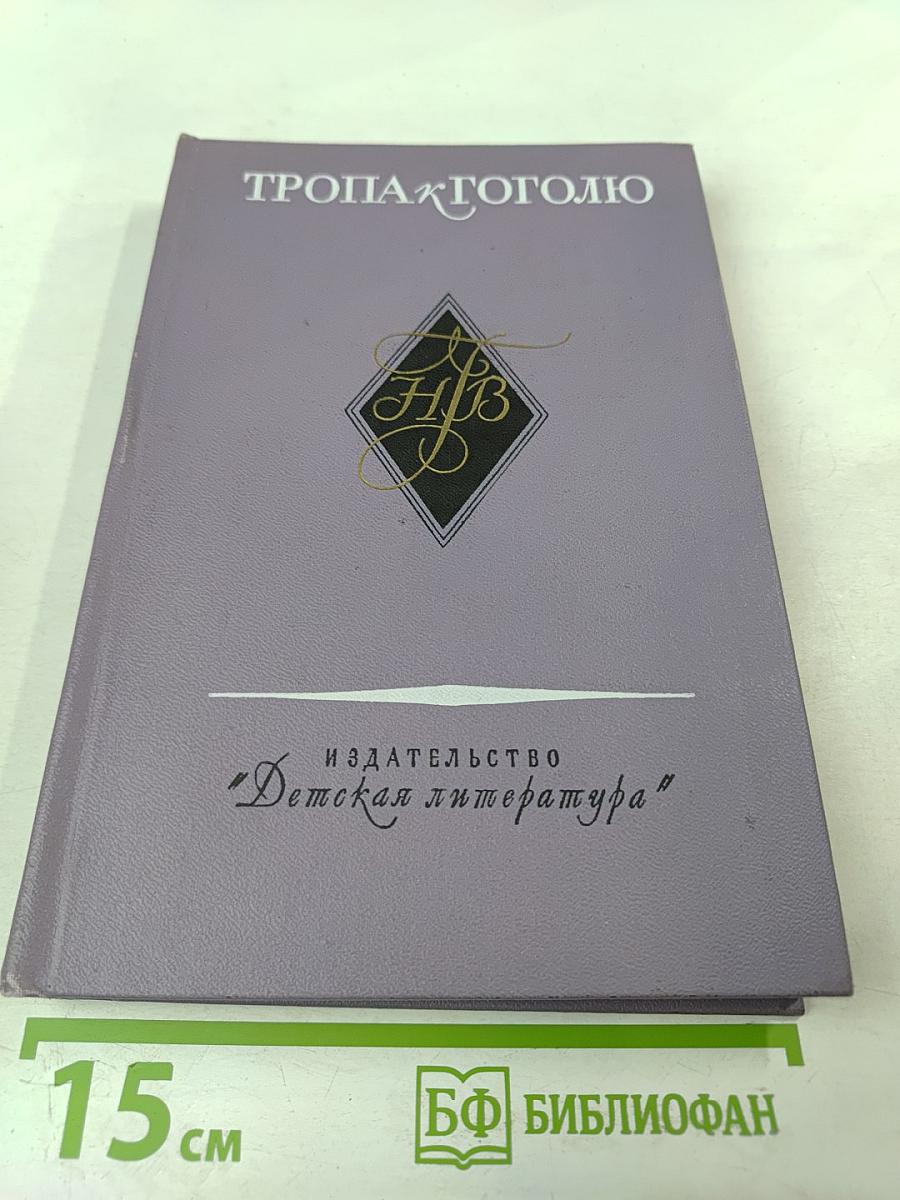 ТРОПА к ГОГОЛЮ
НГВ
ИЗДАТЕЛЬСТВО
"Детская литература"
15 см
БФ БИБЛИОФАН